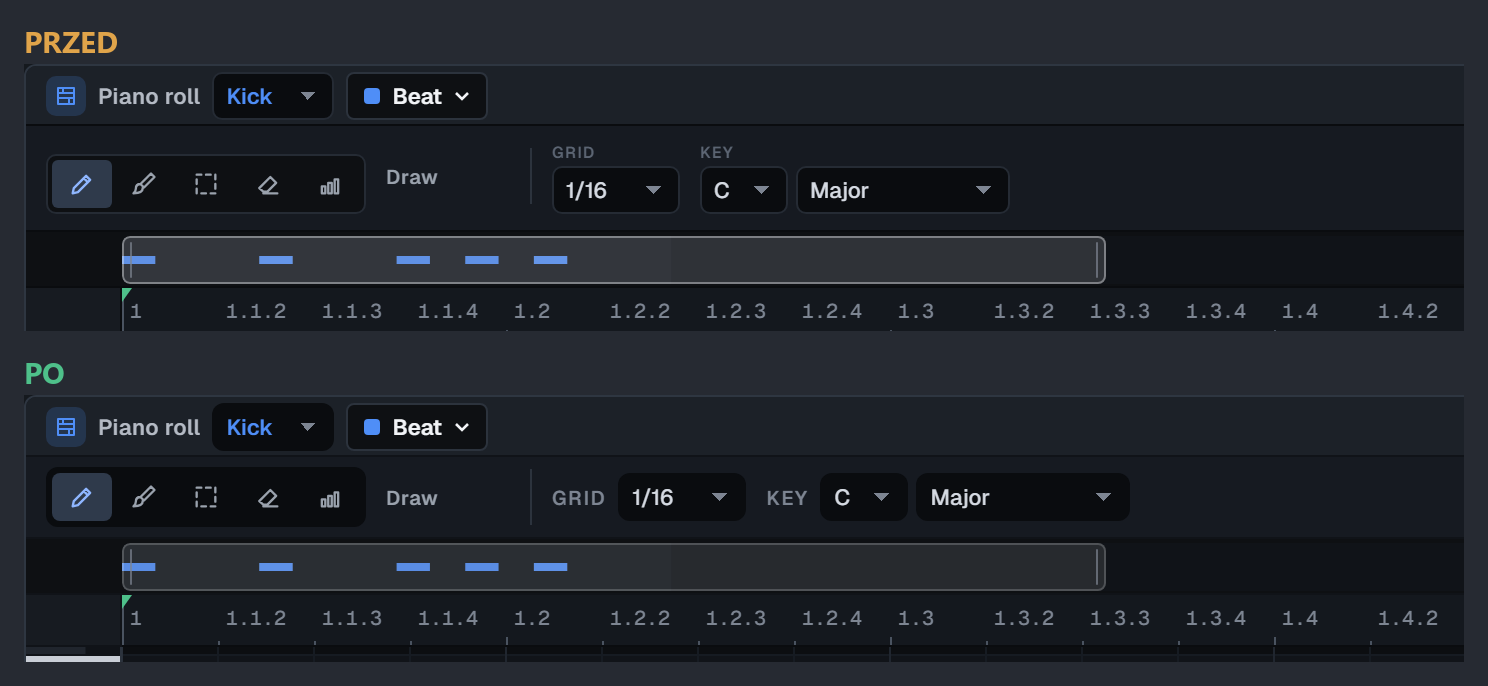 PRZED
Piano roll Kick Beat
GRID KEY
Draw 1/16 C Major
1 1.1.2 1.1.3 1.1.4 1.2 1.2.2 1.2.3 1.2.4 1.3 1.3.2 1.3.3 1.3.4 1.4 1.4.2
PO
Piano roll Kick Beat
Draw GRID 1/16 KEY C Major
1 1.1.2 1.1.3 1.1.4 1.2 1.2.2 1.2.3 1.2.4 1.3 1.3.2 1.3.3 1.3.4 1.4 1.4.2